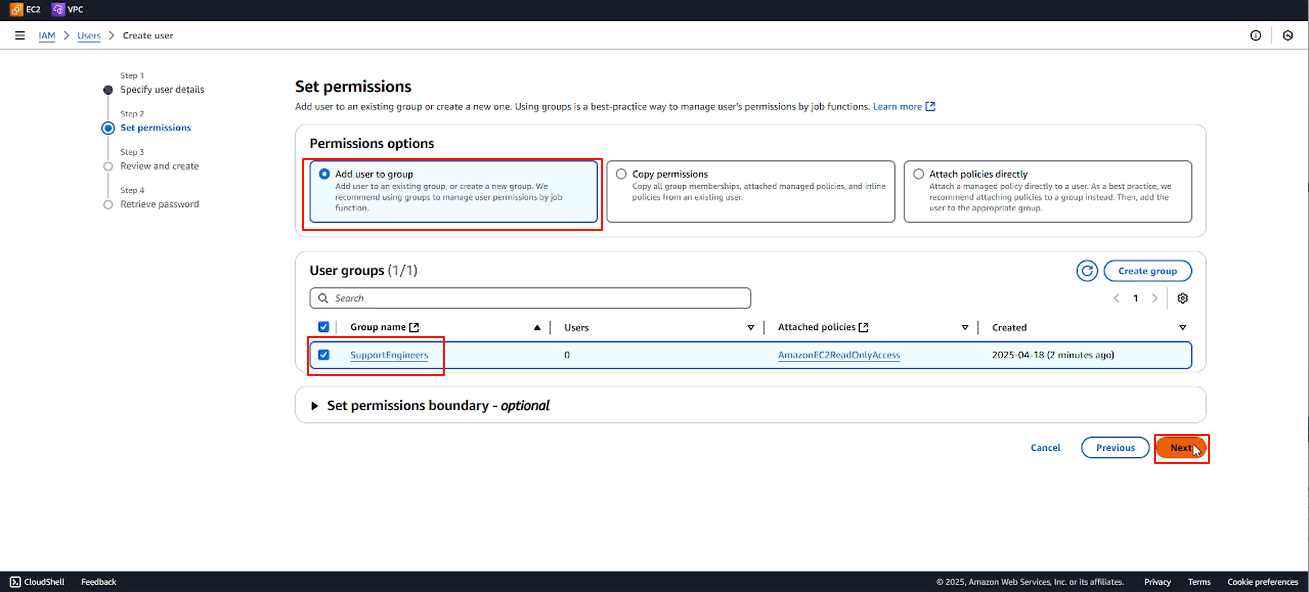 EC2 VPC
IAM > Users > Create user
Step 1
Specify user details
Step 2
Set permissions
Step 3
Review and create
Step 4
Retrieve password
Set permissions
Add user to an existing group or create a new one. Using groups is a best-practice way to manage user's permissions by job functions. Learn more
Permissions options
Add user to group
Add user to an existing group, or create a new group. We
recommend using groups to manage user permissions by job
function.
Copy permissions
Copy all group memberships, attached managed policies, and inline
policies from an existing user.
Attach policies directly
Attach a managed policy directly to a user. As a best practice, we
recommend attaching policies to a group instead. Then, add the
user to the appropriate group.
User groups (1/1)
Create group
Search
1
Group name Users Attached policies Created
SupportEngineers 0 AmazonEC2ReadOnlyAccess 2025-04-18 (2 minutes ago)
Set permissions boundary - optional
Cancel Previous Next
CloudShell Feedback © 2025, Amazon Web Services, Inc. or its affiliates. Privacy Terms Cookie preferences